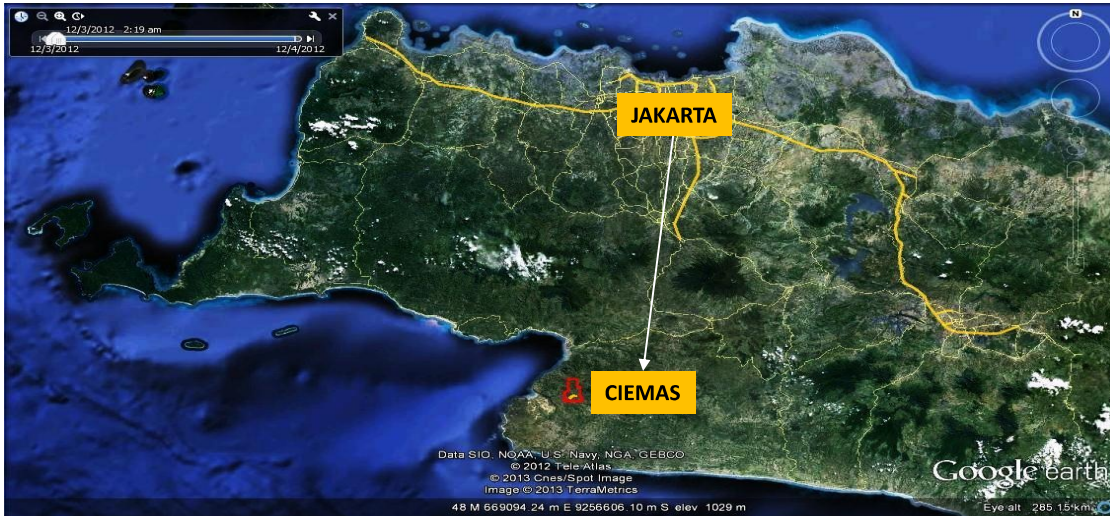 12/3/2012 2:19 am
12/3/2012
12/4/2012
N
JAKARTA
CIEMAS
Data SIO, NOAA, U.S. Navy, NGA, GEBCO
© 2012 Tele Atlas
© 2013 Cnes/Spot Image
Image © 2013 TerraMetrics
Google earth
48 M 669094.24 m E 9256606.10 m S elev 1029 m
Eye alt 285.15 km